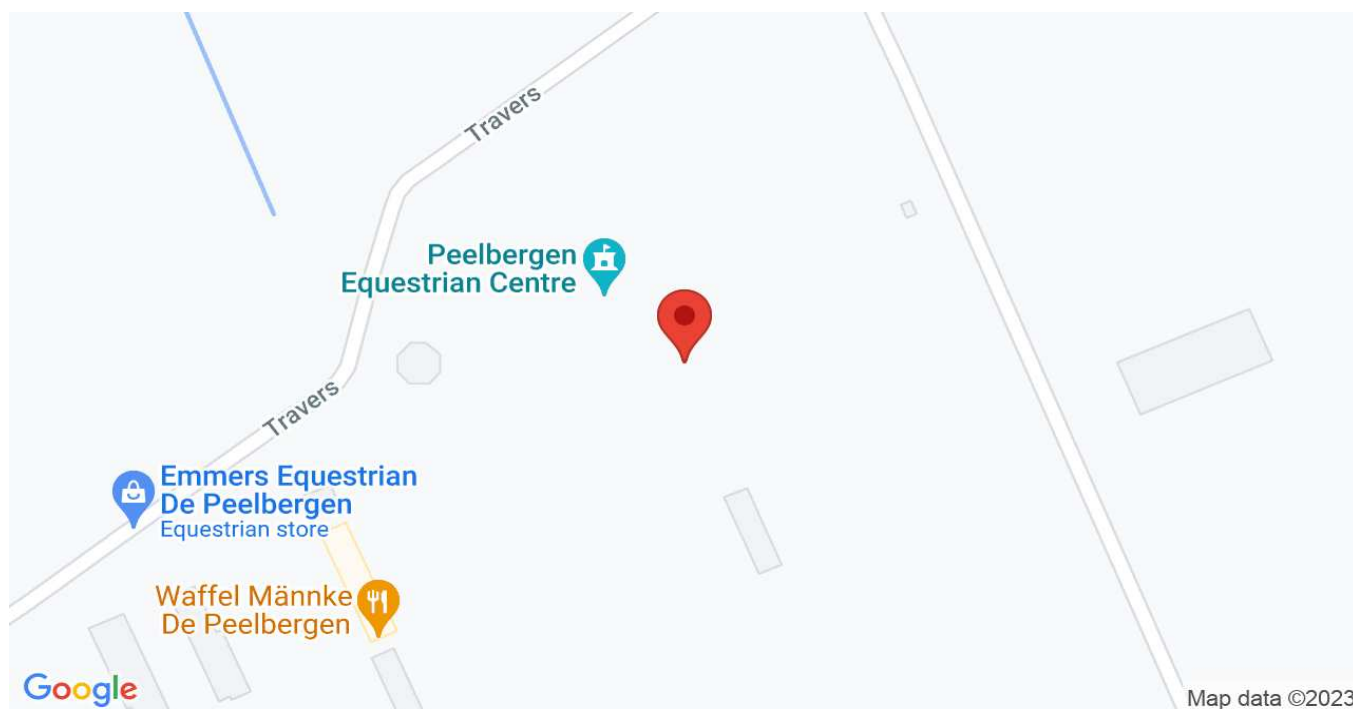 Travers
Peelbergen
Equestrian Centre
Travers
Emmers Equestrian
De Peelbergen
Equestrian store
Waffel Männke
De Peelbergen
Google
Map data ©2023